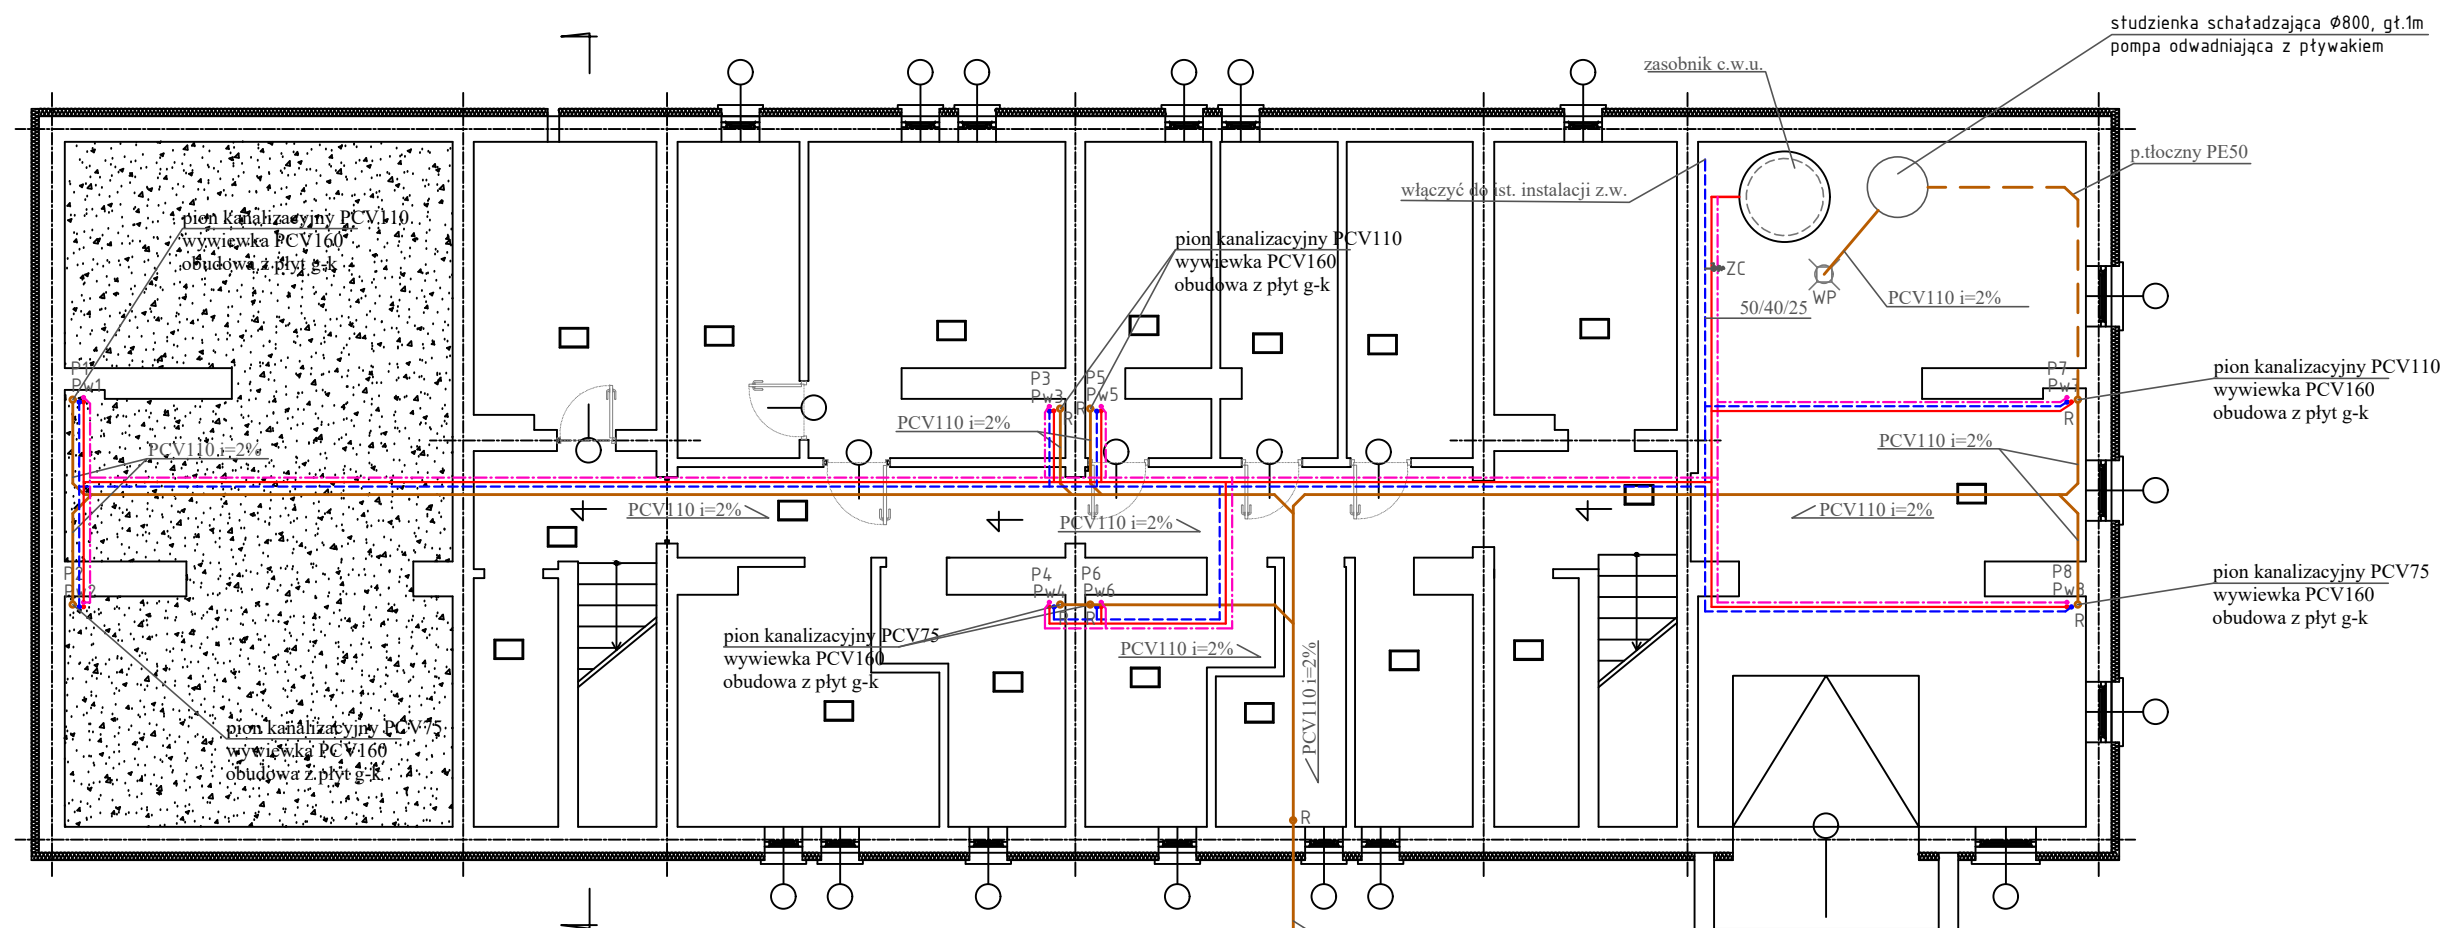 studzienka schaładzająca Ø800, gł.1m
pompa odwadniająca z pływakiem
zasobnik c.w.u.
p.tłoczny PE50
włączyć do ist. instalacji z.w.
pion kanalizacyjny PCV110
wywiewka PCV160
obudowa z płyt g-k
pion kanalizacyjny PCV110
wywiewka PCV160
obudowa z płyt g-k
ZC
WP
PCV110 i=2%
50/40/25
P1
Pw1
P3
Pw3
R
P5
Pw5
R
PCV110 i=2%
P7
Pw7
R
pion kanalizacyjny PCV110
wywiewka PCV160
obudowa z płyt g-k
PCV110 i=2%
PCV110 i=2%
PCV110 i=2%
PCV110 i=2%
PCV110 i=2%
P2
Pw2
P4
Pw4
R
P6
Pw6
R
P8
Pw8
R
pion kanalizacyjny PCV75
wywiewka PCV160
obudowa z płyt g-k
pion kanalizacyjny PCV75
wywiewka PCV160
obudowa z płyt g-k
PCV110 i=2%
PCV110 i=2%
pion kanalizacyjny PCV75
wywiewka PCV160
obudowa z płyt g-k
R